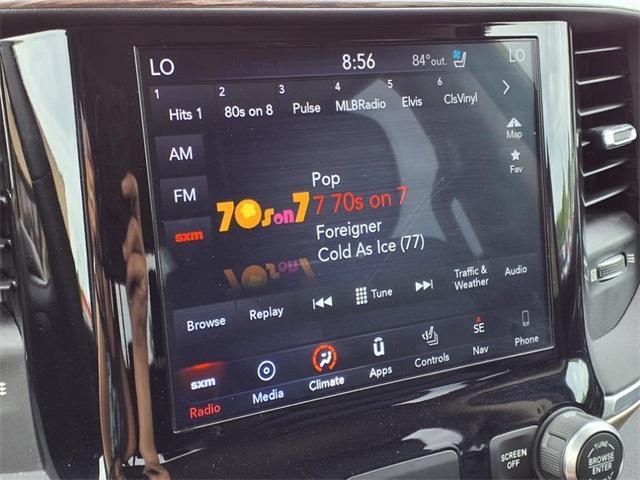 LO 8:56 84° out. LO
1 Hits 1 2 80s on 8 3 Pulse 4 MLBRadio 5 Elvis 6 ClsVinyl
AM
Map
FM
Fav
sxm
Pop
70s on 7 7 70s on 7
Foreigner
Cold As Ice (77)
Browse Replay Tune Traffic & Weather Audio
sxm SE
Radio Media Climate Apps Controls Nav Phone
SCREEN OFF
TUNE
BROWSE
ENTER